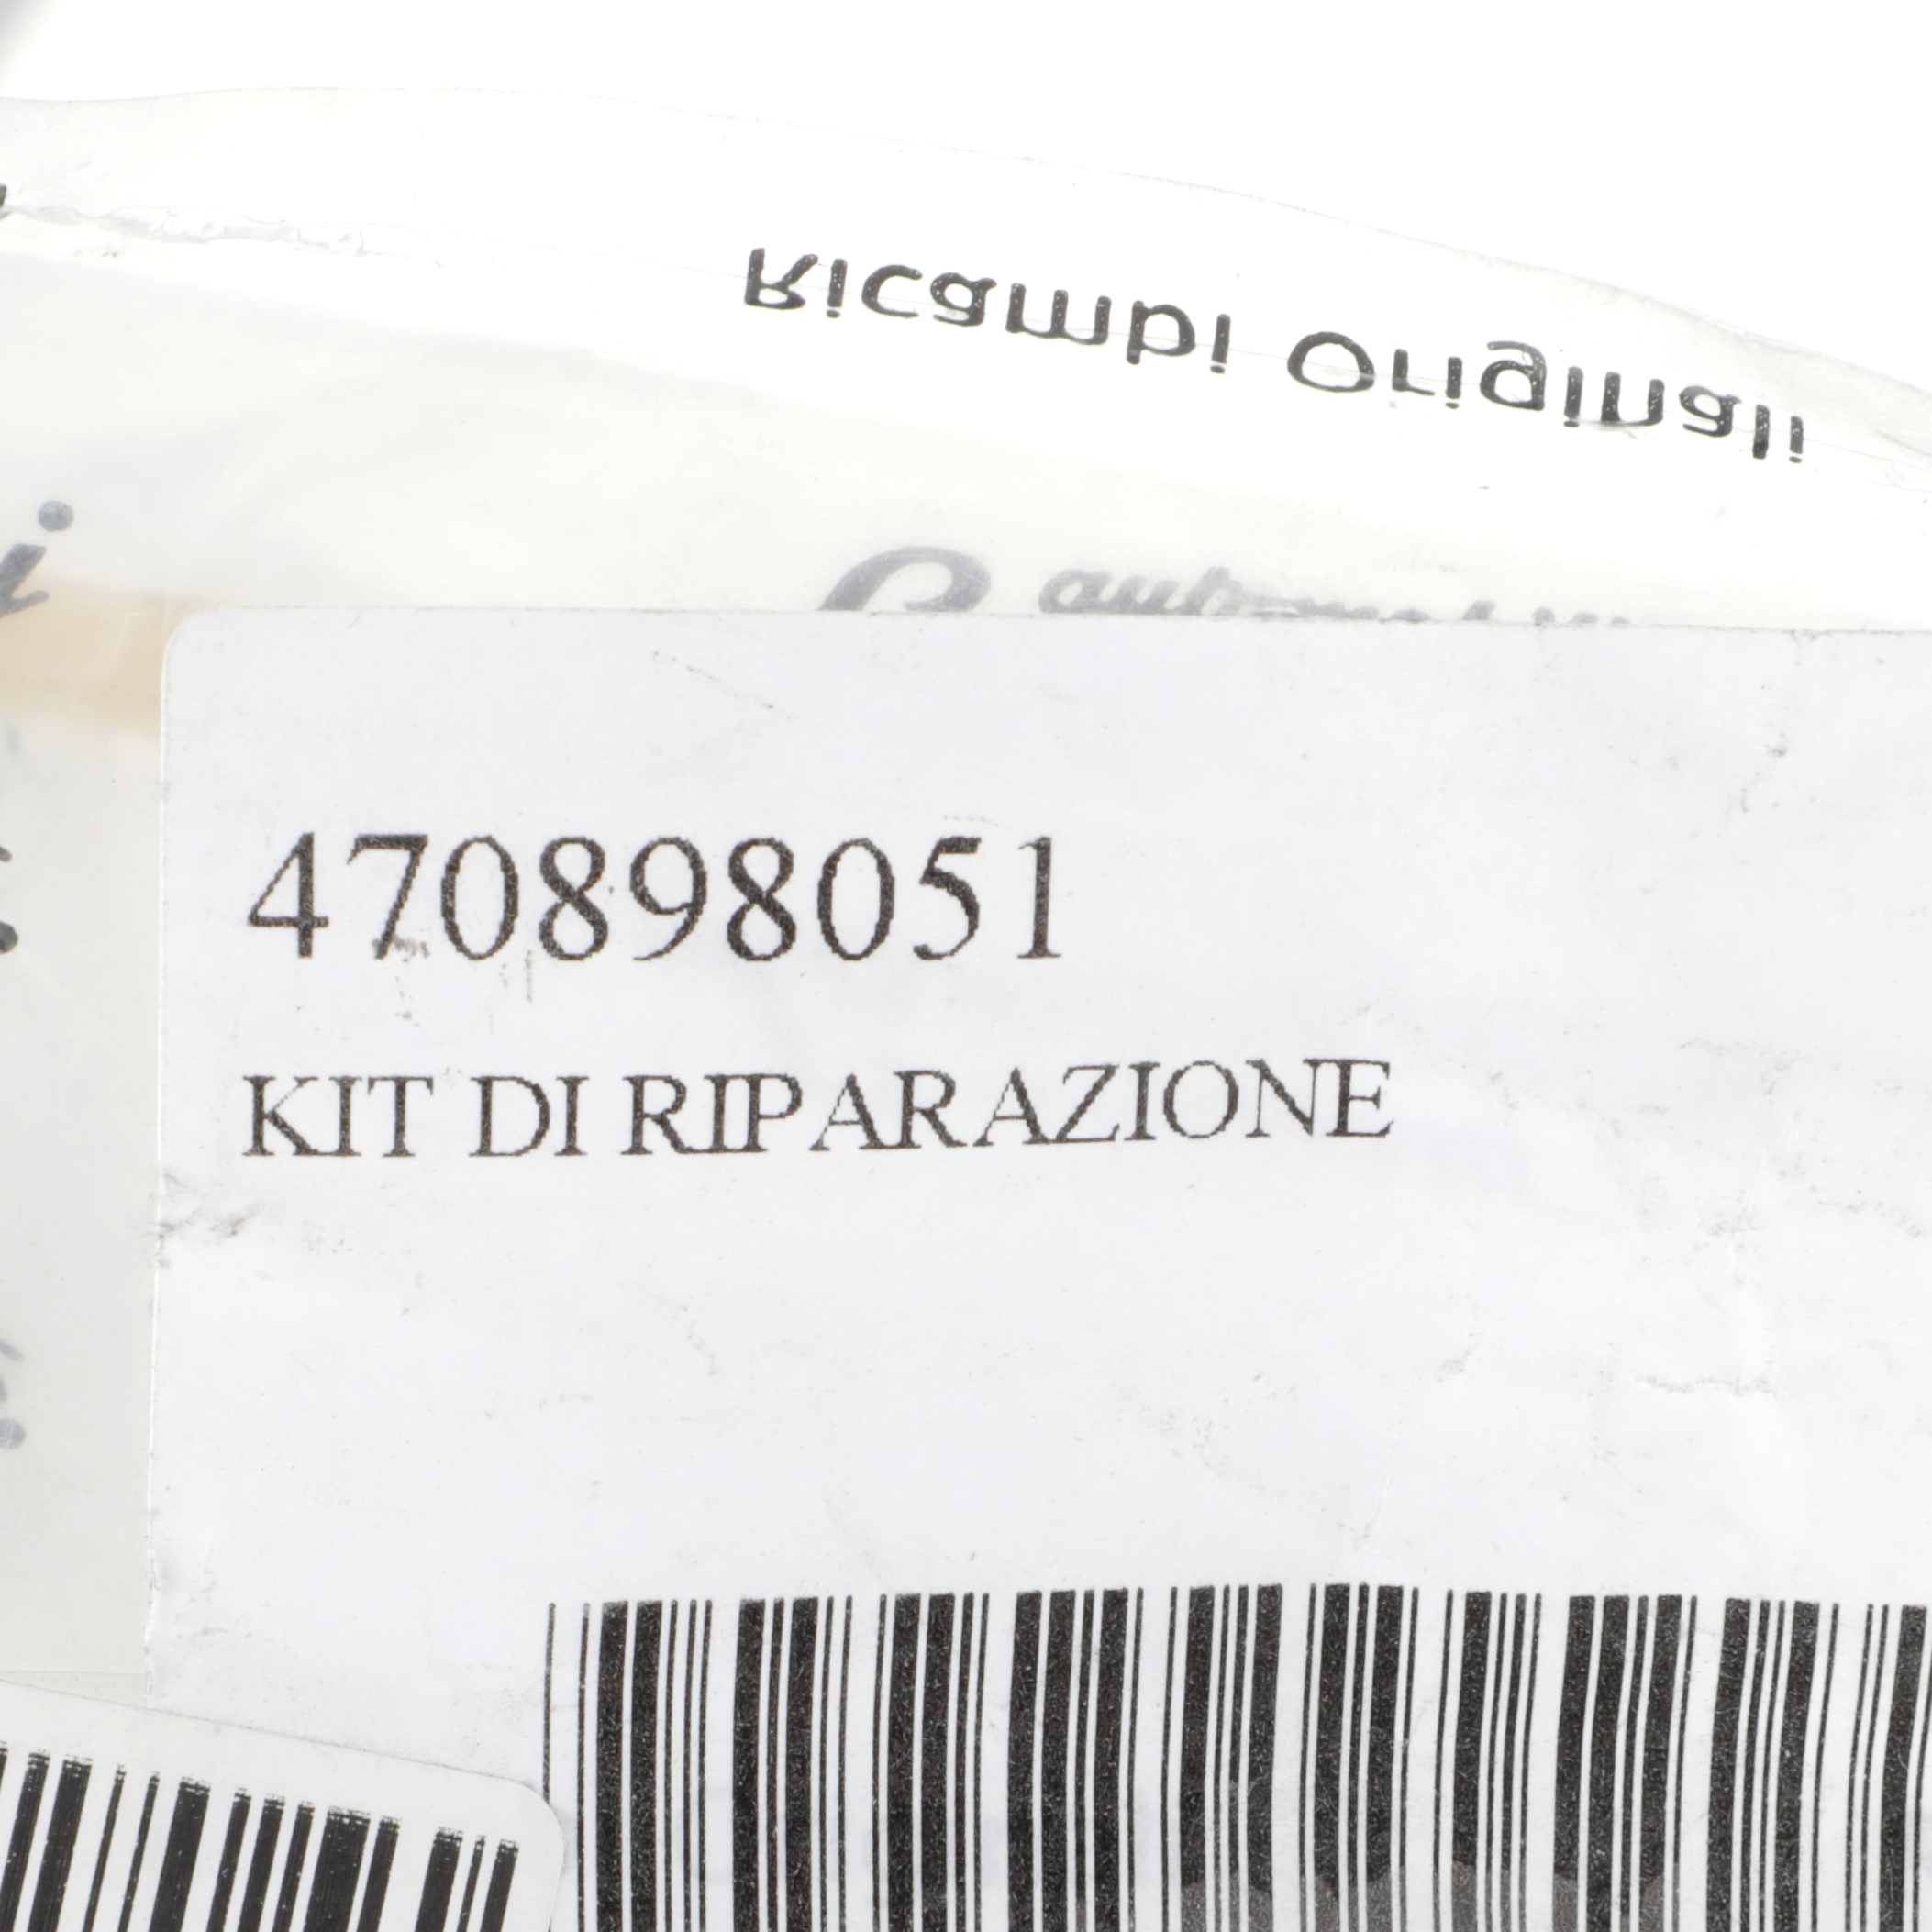 Ricambi Originali
470898051
KIT DI RIPARAZIONE